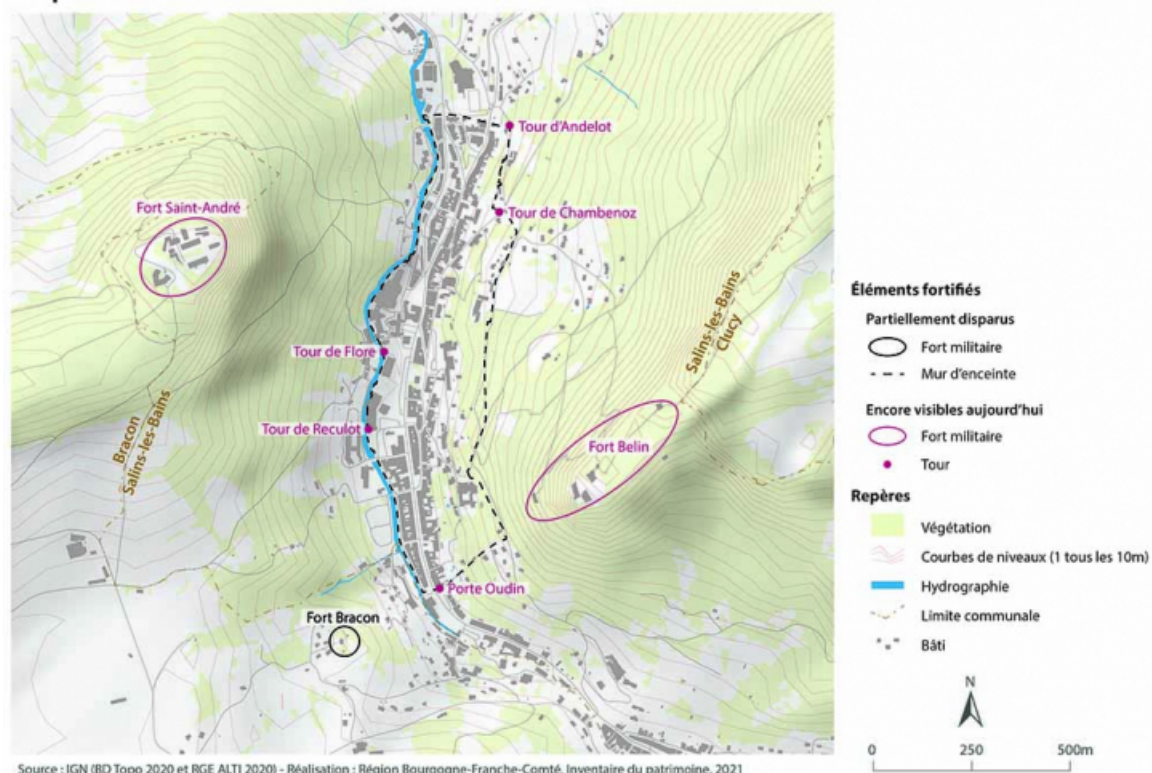 Tour d'Andelot
Fort Saint-André
Tour de Chambenoz
Salins-les-Bains
Clucy
Tour de Flore
Bracon
Salins-les-Bains
Tour de Reculot
Fort Belin
Porte Oudin
Fort Bracon
Éléments fortifiés
Partiellement disparus
Fort militaire
Mur d'enceinte
Encore visibles aujourd'hui
Fort militaire
Tour
Repères
Végétation
Courbes de niveaux (1 tous les 10m)
Hydrographie
Limite communale
Bâti
N
0 250 500m
Source : IGN (BD Topo 2020 et RGE ALTI 2020) - Réalisation : Région Bourgogne-Franche-Comté, Inventaire du patrimoine, 2021